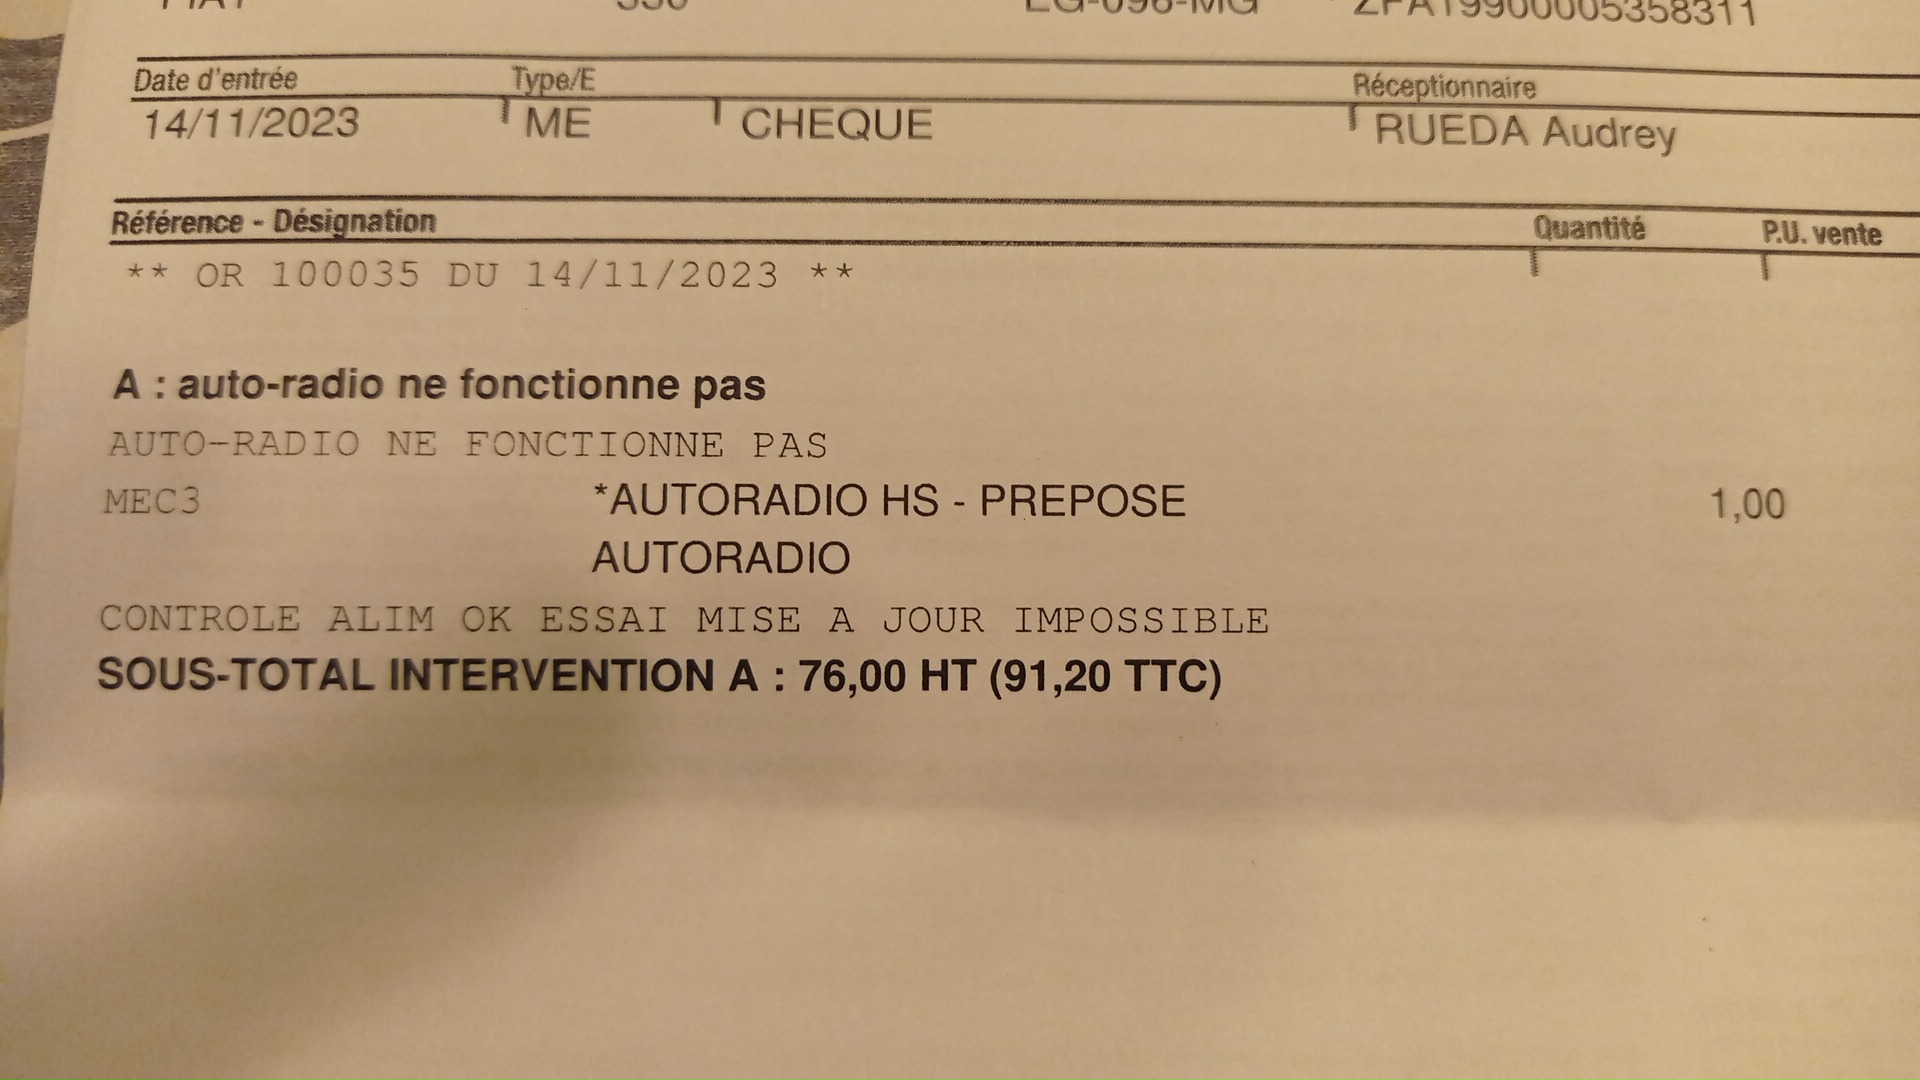 Date d'entrée Type/E Réceptionnaire
14/11/2023 ME CHEQUE RUEDA Audrey
Référence - Désignation Quantité P.U. vente
** OR 100035 DU 14/11/2023 **
A : auto-radio ne fonctionne pas
AUTO-RADIO NE FONCTIONNE PAS
MEC3 *AUTORADIO HS - PREPOSE 1,00
AUTORADIO
CONTROLE ALIM OK ESSAI MISE A JOUR IMPOSSIBLE
SOUS-TOTAL INTERVENTION A : 76,00 HT (91,20 TTC)